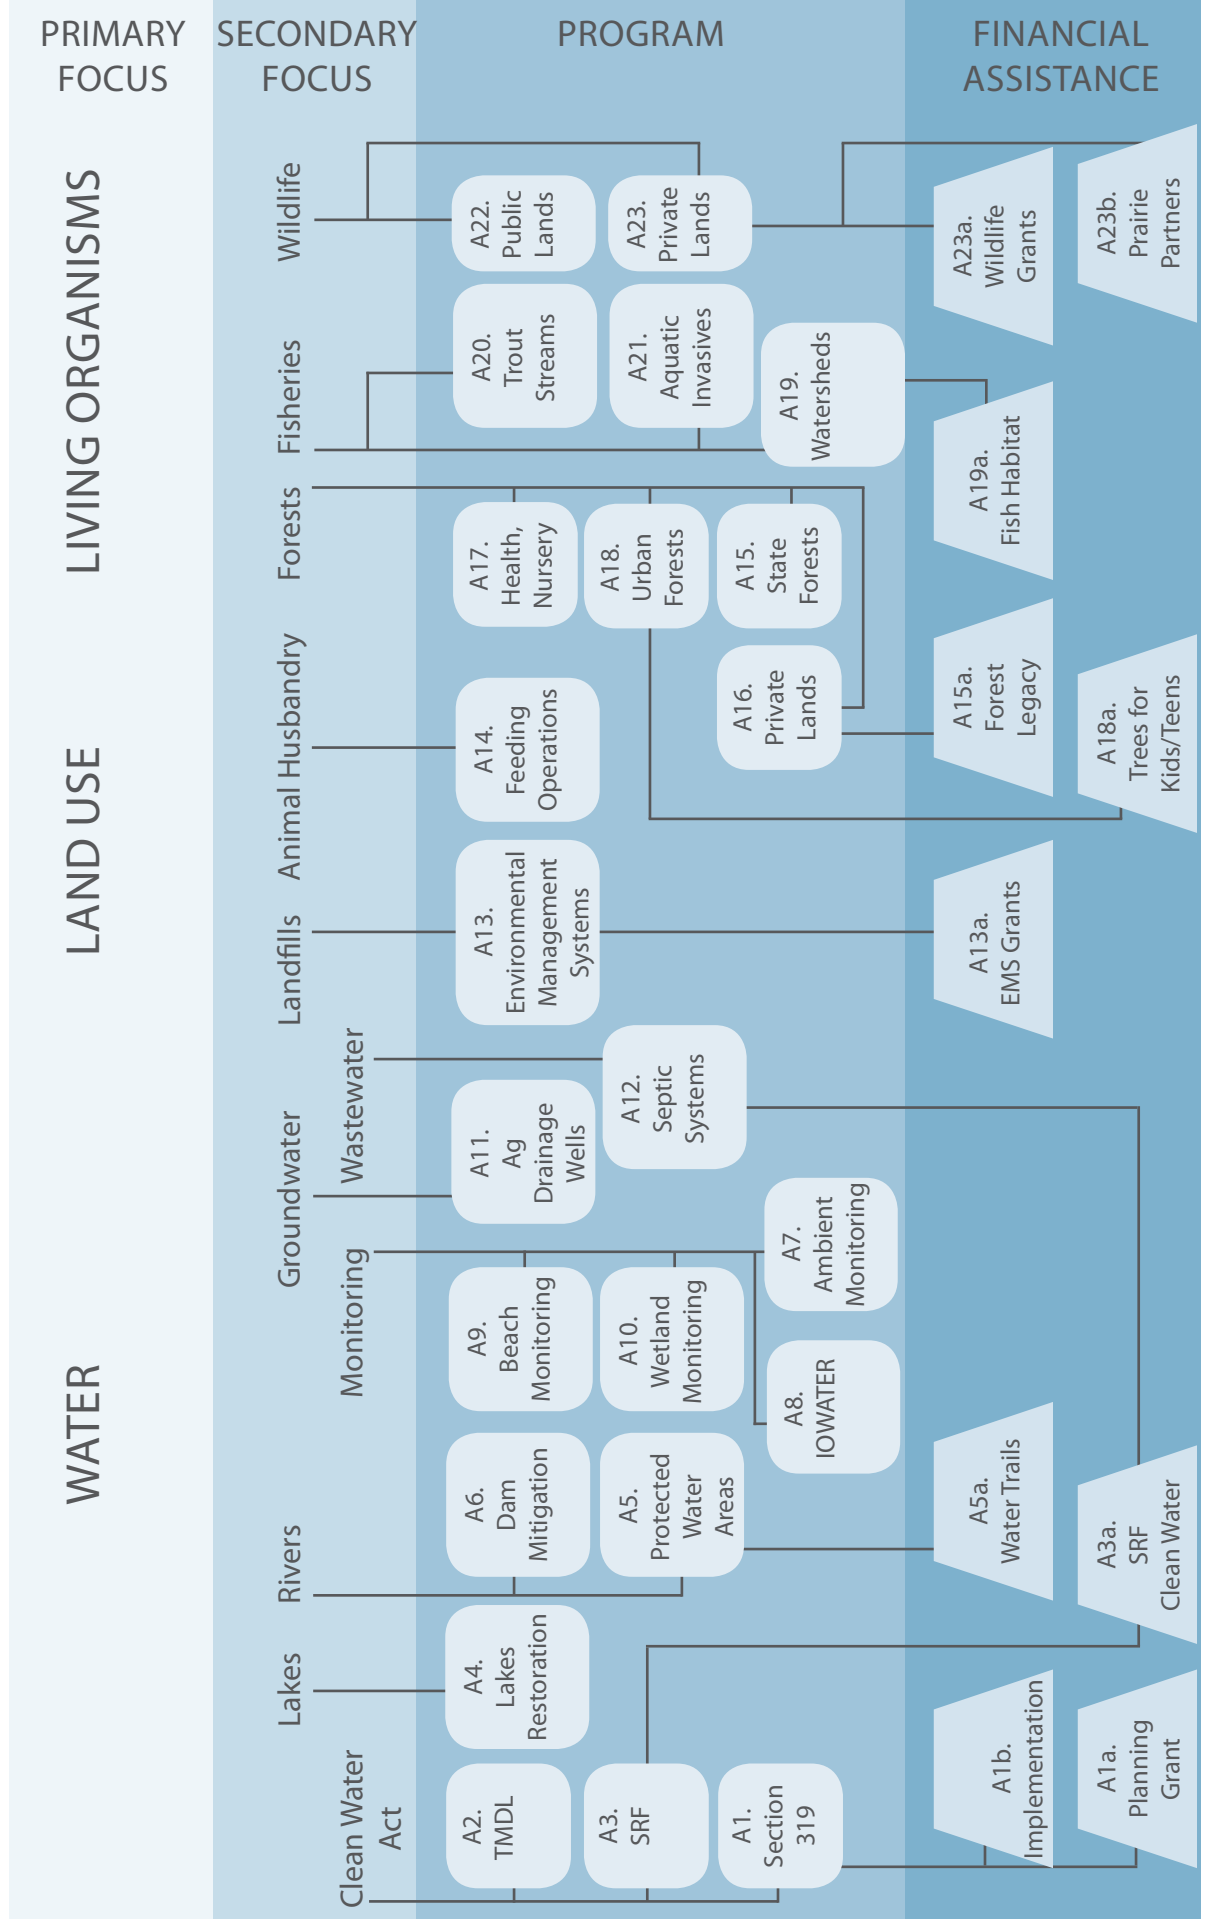 PRIMARY
FOCUS
SECONDARY
FOCUS
PROGRAM
FINANCIAL
ASSISTANCE
WATER
LAND USE
LIVING ORGANISMS
Clean Water
Act
Lakes
Rivers
Monitoring
Groundwater
Wastewater
Landfills
Animal Husbandry
Forests
Fisheries
Wildlife
A2.
TMDL
A3.
SRF
A1.
Section
319
A4.
Lakes
Restoration
A6.
Dam
Mitigation
A5.
Protected
Water
Areas
A9.
Beach
Monitoring
A10.
Wetland
Monitoring
A8.
IOWATER
A7.
Ambient
Monitoring
A11.
Ag
Drainage
Wells
A12.
Septic
Systems
A13.
Environmental
Management
Systems
A14.
Feeding
Operations
A17.
Health,
Nursery
A18.
Urban
Forests
A15.
State
Forests
A16.
Private
Lands
A20.
Trout
Streams
A21.
Aquatic
Invasives
A19.
Watersheds
A22.
Public
Lands
A23.
Private
Lands
A1b.
Implementation
A1a.
Planning
Grant
A5a.
Water Trails
A3a.
SRF
Clean Water
A13a.
EMS Grants
A15a.
Forest
Legacy
A18a.
Trees for
Kids/Teens
A19a.
Fish Habitat
A23a.
Wildlife
Grants
A23b.
Prairie
Partners